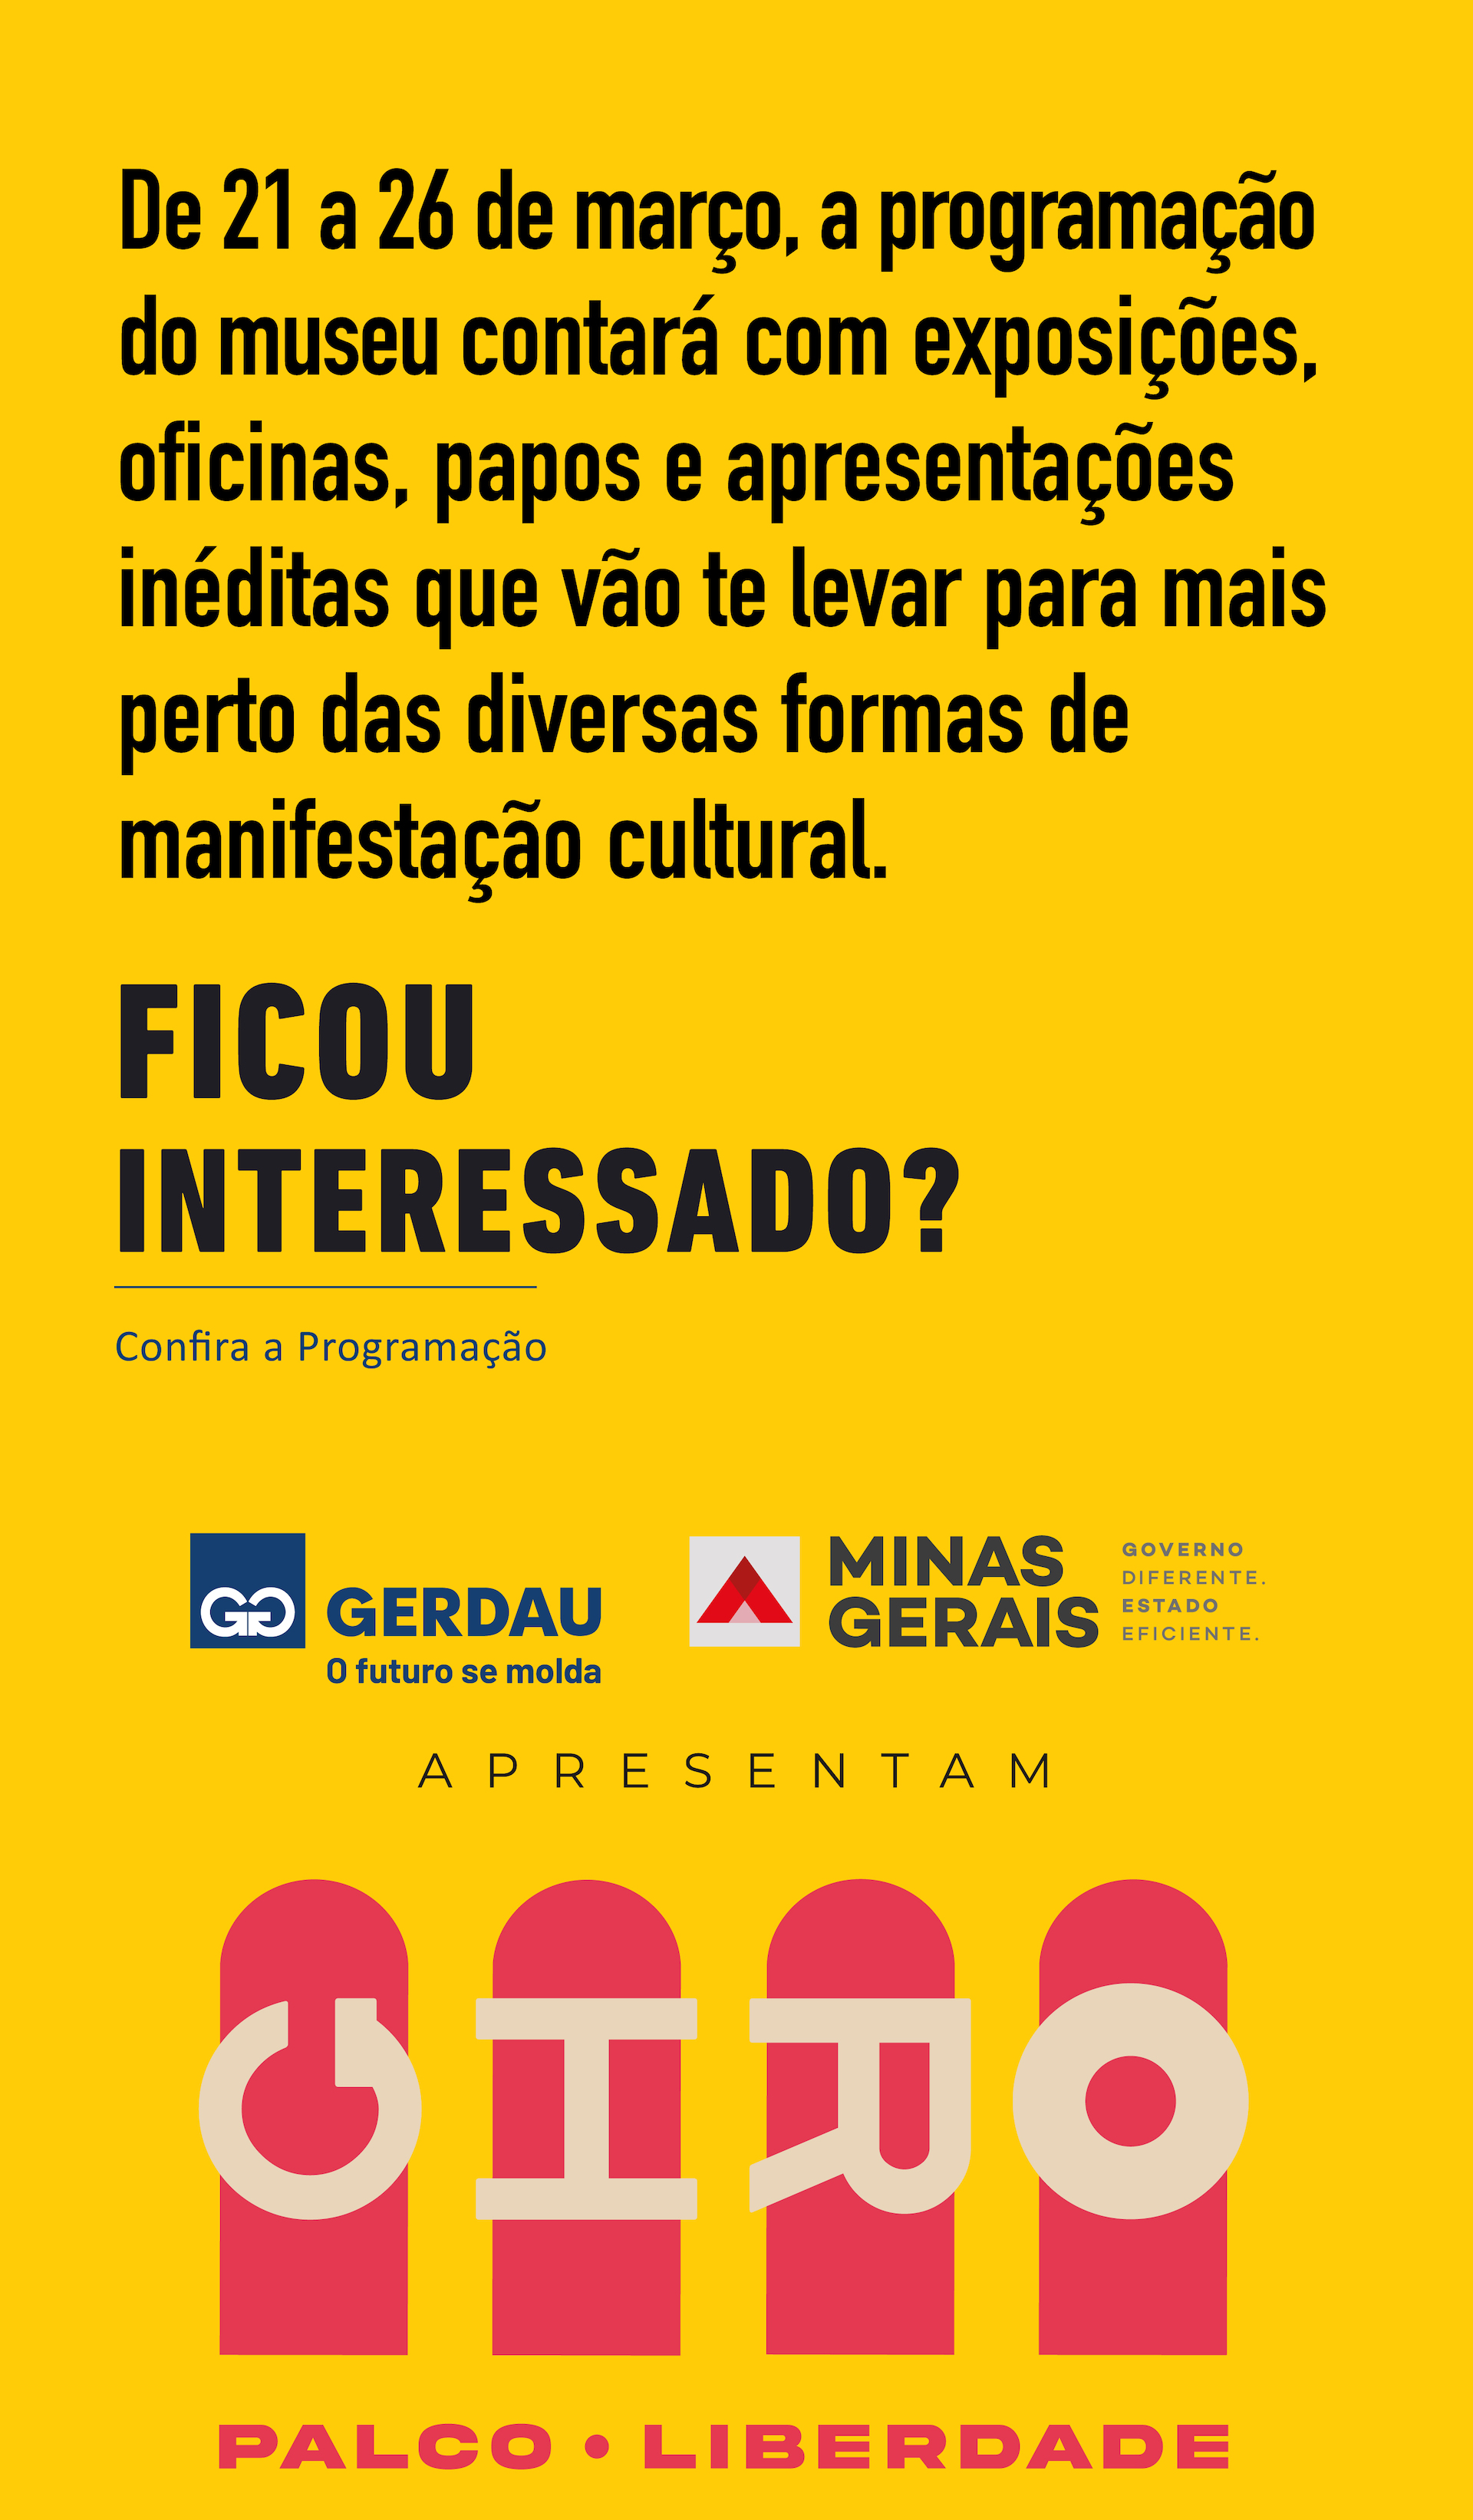 De 21 a 26 de março, a programação
do museu contará com exposições,
oficinas, papos e apresentações
inéditas que vão te levar para mais
perto das diversas formas de
manifestação cultural.
FICOU
INTERESSADO?
Confira a Programação
GERDAU
O futuro se molda
MINAS
GERAIS
GOVERNO
DIFERENTE.
ESTADO
EFICIENTE.
APRESENTAM
GIRO
PALCO • LIBERDADE